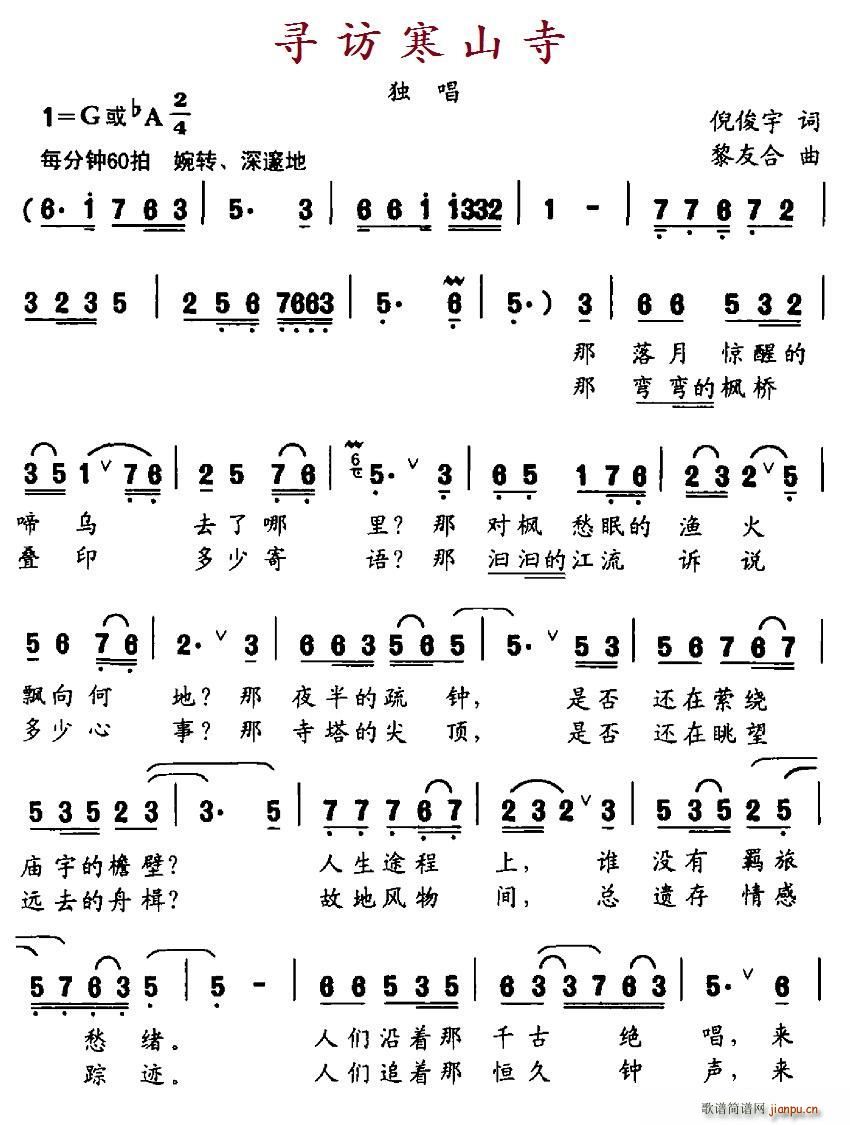 寻访寒山寺
独 唱
1=G或♭A 2/4
倪俊宇 词
每分钟60拍 婉转、深邃地
黎友合 曲
( 6· i 7 6 3 | 5· 3 | 6 6 i i332 | 1 - | 7 7 6 7 2 |
3 2 3 5 | 2 5 6 7663 | 5· 6 | 5· ) 3 | 6 6 5 3 2 |
那 落月 惊醒的
那 弯弯的枫桥
3 5 1 ∨ 7 6 | 2 5 7 6 | 6 5· ∨ 3 | 6 5 1 7 6 | 2 3 2 ∨ 5 |
啼 乌 去了哪 里?那 对枫 愁眠的 渔 火
叠 印 多少寄 语?那 汩汩的江流 诉 说
5 6 7 6 | 2· ∨ 3 | 6 6 3 5 6 5 | 5· ∨ 5 3 | 5 6 7 6 6 7 |
飘向何 地?那 夜半的疏 钟, 是否 还在萦绕
多少心 事?那 寺塔的尖 顶, 是否 还在眺望
5 3 5 2 3 | 3· 5 | 7 7 7 6 7 | 2 3 2 ∨ 3 | 5 3 5 2 5 |
庙宇的檐壁? 人生途程 上, 谁 没有 羁旅
远去的舟楫? 故地风物 间, 总 遗存 情感
5 7 6 3 5 | 5 - | 6 6 5 3 5 | 6 3 3 7 6 3 | 5· ∨ 6 |
愁 绪。 人们沿着那 千古 绝 唱,来
踪 迹。 人们追着那 恒久 钟 声,来
歌谱简谱网 jianpu.cn